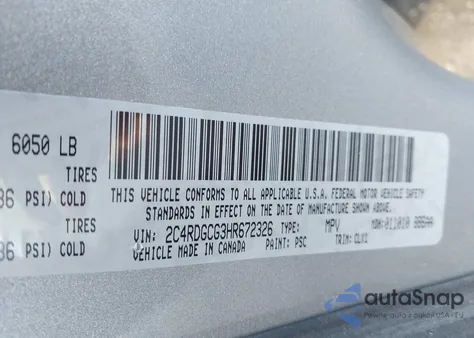 6050 LB
TIRES
36 PSI) COLD
TIRES
36 PSI) COLD
THIS VEHICLE CONFORMS TO ALL APPLICABLE U.S.A. FEDERAL MOTOR VEHICLE SAFETY
STANDARDS IN EFFECT ON THE DATE OF MANUFACTURE SHOWN ABOVE.
VIN: 2C4RDGCG3HR672326 TYPE: MPV MDH: 011010
VEHICLE MADE IN CANADA PAINT: PSC TRIM:
autoSnap